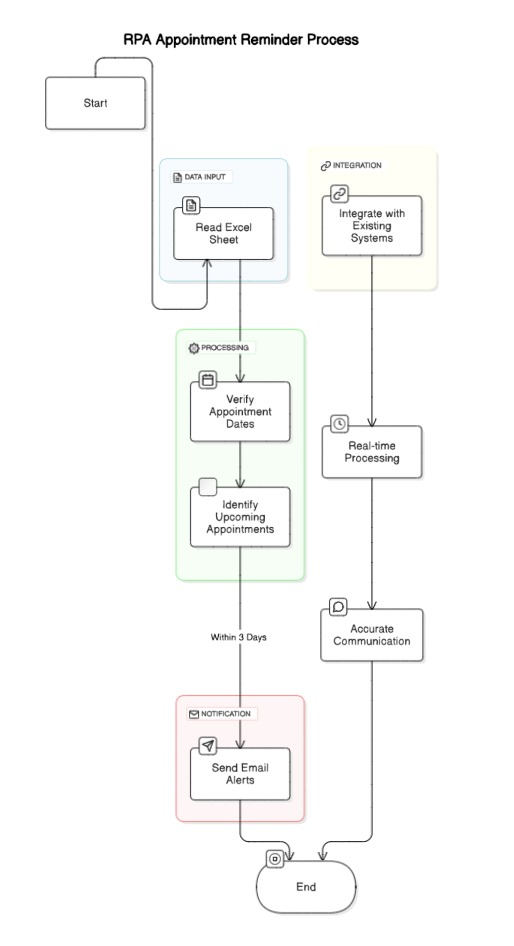 RPA Appointment Reminder Process
Start
DATA INPUT
Read Excel
Sheet
INTEGRATION
Integrate with
Existing
Systems
PROCESSING
Verify
Appointment
Dates
Real-time
Processing
Identify
Upcoming
Appointments
Within 3 Days
Accurate
Communication
NOTIFICATION
Send Email
Alerts
End